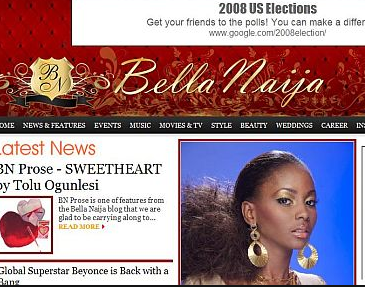 2008 US Elections
Get your friends to the polls! You can make a differ
www.google.com/2008election/
BN
Bella Naija
HOME NEWS & FEATURES EVENTS MUSIC MOVIES & TV STYLE BEAUTY WEDDINGS CAREER INS
Latest News
BN Prose - SWEETHEART
by Tolu Ogunlesi
BN Prose is one of features from
the Bella Naija blog that we are
glad to be carrying along to...
READ MORE
Global Superstar Beyonce is Back with a
Bang